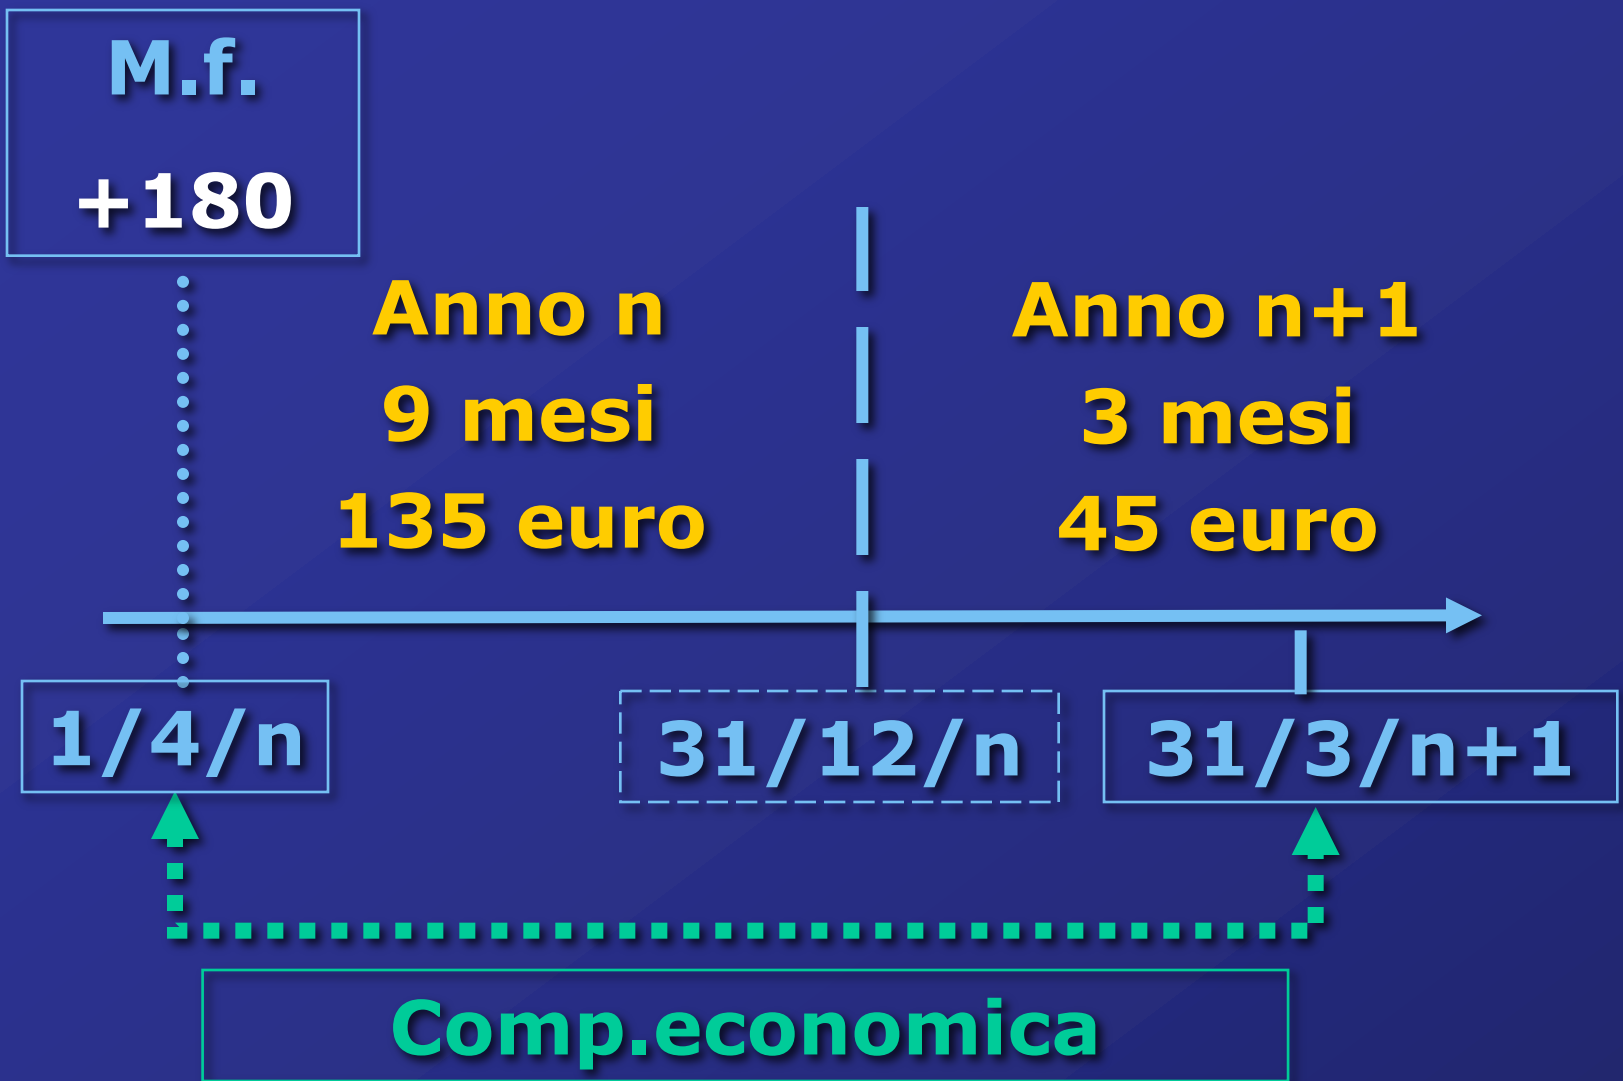 M.f.
+180
Anno n
9 mesi
135 euro
Anno n+1
3 mesi
45 euro
1/4/n
31/12/n
31/3/n+1
Comp.economica